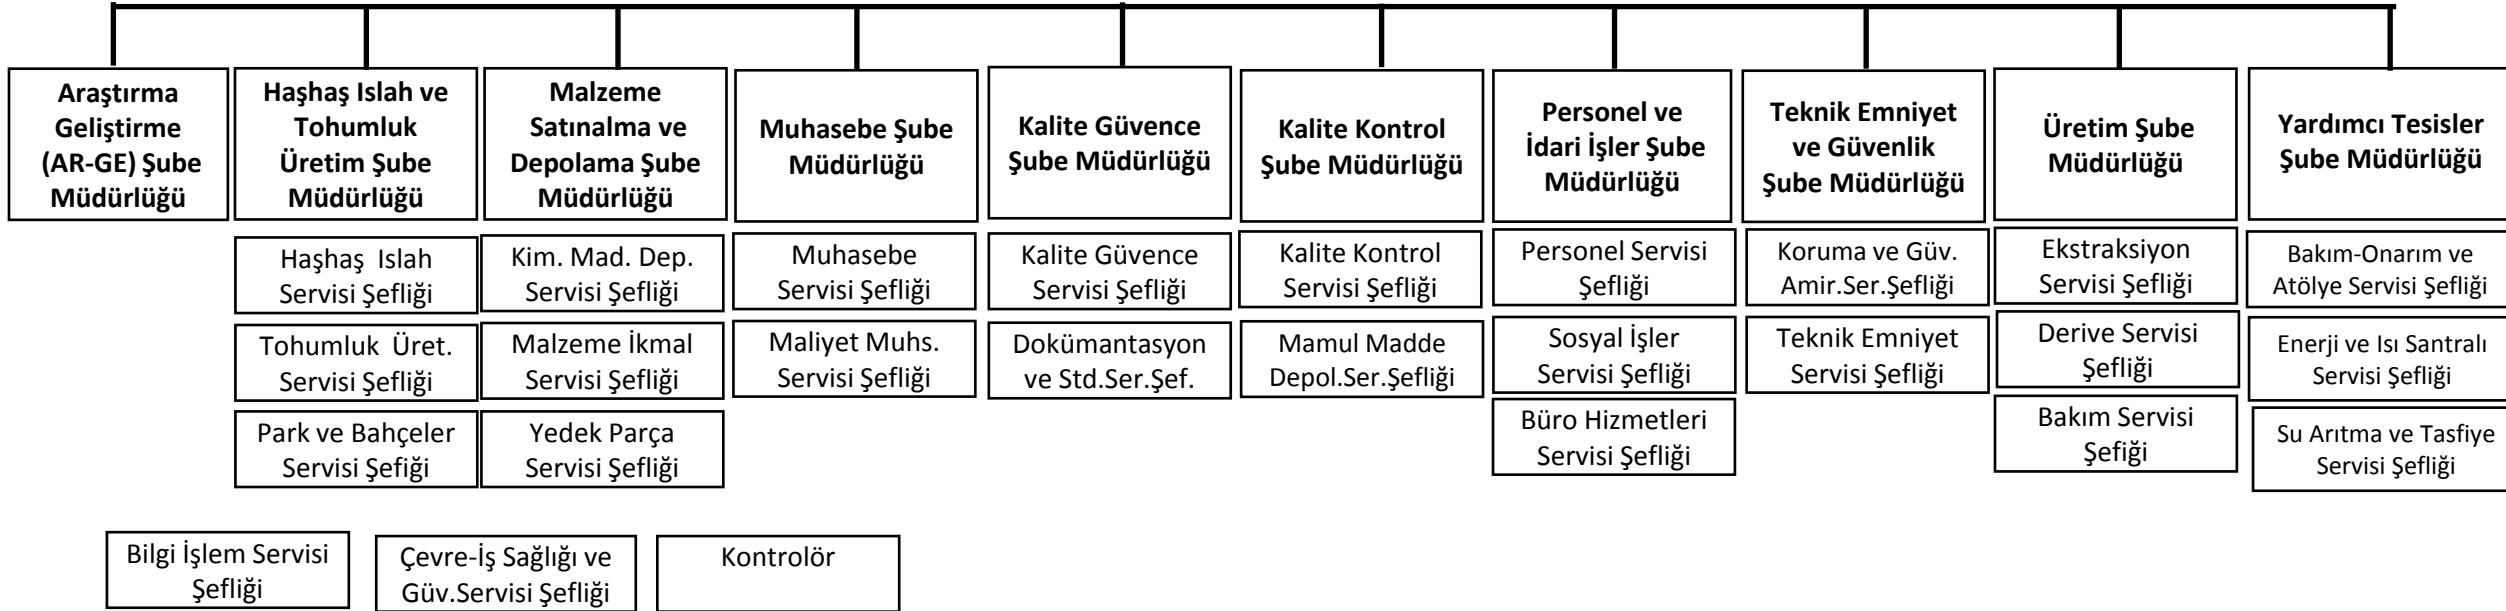 Araştırma
Geliştirme
(AR-GE) Şube
Müdürlüğü
Haşhaş Islah ve
Tohumluk
Üretim Şube
Müdürlüğü
Malzeme
Satınalma ve
Depolama Şube
Müdürlüğü
Muhasebe Şube
Müdürlüğü
Kalite Güvence
Şube Müdürlüğü
Kalite Kontrol
Şube Müdürlüğü
Personel ve
İdari İşler Şube
Müdürlüğü
Teknik Emniyet
ve Güvenlik
Şube Müdürlüğü
Üretim Şube
Müdürlüğü
Yardımcı Tesisler
Şube Müdürlüğü
Haşhaş Islah
Servisi Şefliği
Kim. Mad. Dep.
Servisi Şefliği
Muhasebe
Servisi Şefliği
Kalite Güvence
Servisi Şefliği
Kalite Kontrol
Servisi Şefliği
Personel Servisi
Şefliği
Koruma ve Güv.
Amir.Ser.Şefliği
Ekstraksiyon
Servisi Şefliği
Bakım-Onarım ve
Atölye Servisi Şefliği
Tohumluk Üret.
Servisi Şefliği
Malzeme İkmal
Servisi Şefliği
Maliyet Muhs.
Servisi Şefliği
Dokümantasyon
ve Std.Ser.Şef.
Mamul Madde
Depol.Ser.Şefliği
Sosyal İşler
Servisi Şefliği
Teknik Emniyet
Servisi Şefliği
Derive Servisi
Şefliği
Enerji ve Isı Santralı
Servisi Şefliği
Park ve Bahçeler
Servisi Şefiği
Yedek Parça
Servisi Şefliği
Büro Hizmetleri
Servisi Şefliği
Bakım Servisi
Şefiği
Su Arıtma ve Tasfiye
Servisi Şefliği
Bilgi İşlem Servisi
Şefliği
Çevre-İş Sağlığı ve
Güv.Servisi Şefliği
Kontrolör